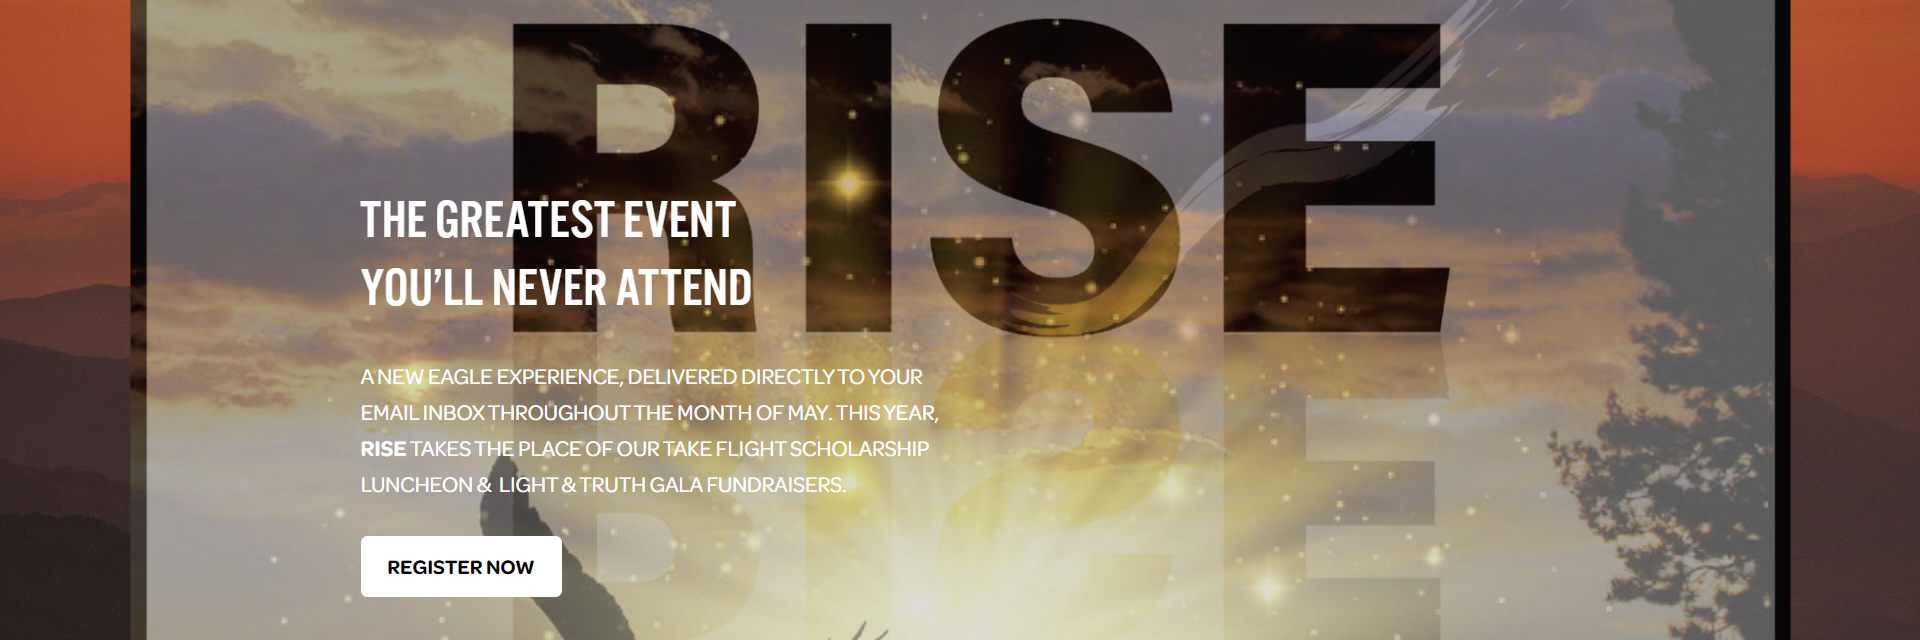 RISE
THE GREATEST EVENT
YOU'LL NEVER ATTEND
A NEW EAGLE EXPERIENCE, DELIVERED DIRECTLY TO YOUR
EMAIL INBOX THROUGHOUT THE MONTH OF MAY. THIS YEAR,
RISE TAKES THE PLACE OF OUR TAKE FLIGHT SCHOLARSHIP
LUNCHEON & LIGHT & TRUTH GALA FUNDRAISERS.
REGISTER NOW